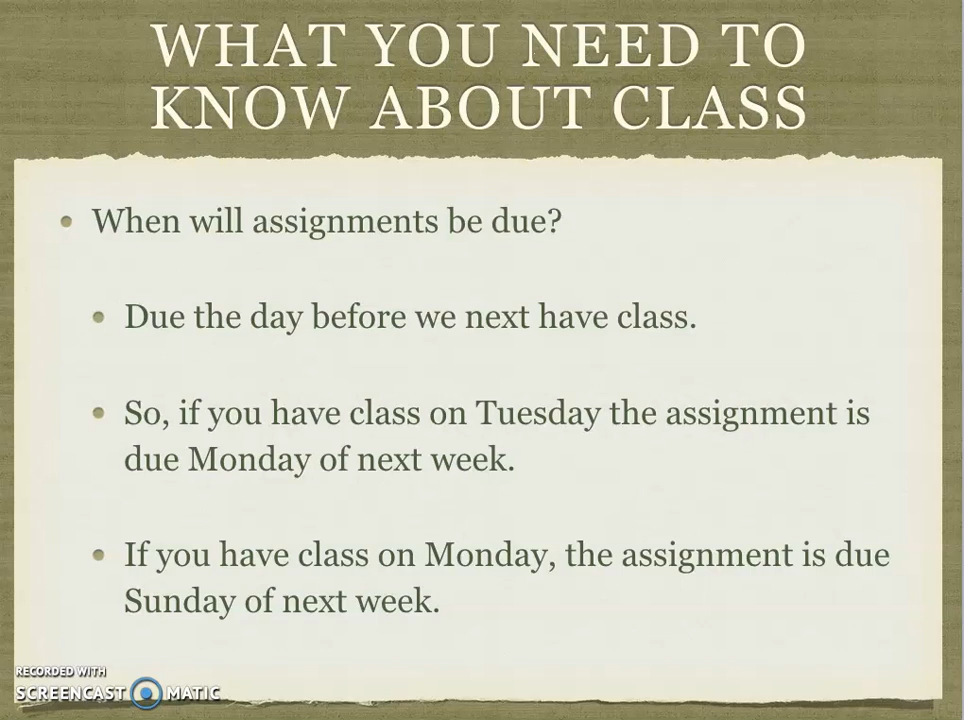 WHAT YOU NEED TO
KNOW ABOUT CLASS
When will assignments be due?
Due the day before we next have class.
So, if you have class on Tuesday the assignment is
due Monday of next week.
If you have class on Monday, the assignment is due
Sunday of next week.
RECORDED WITH
SCREENCAST MATIC